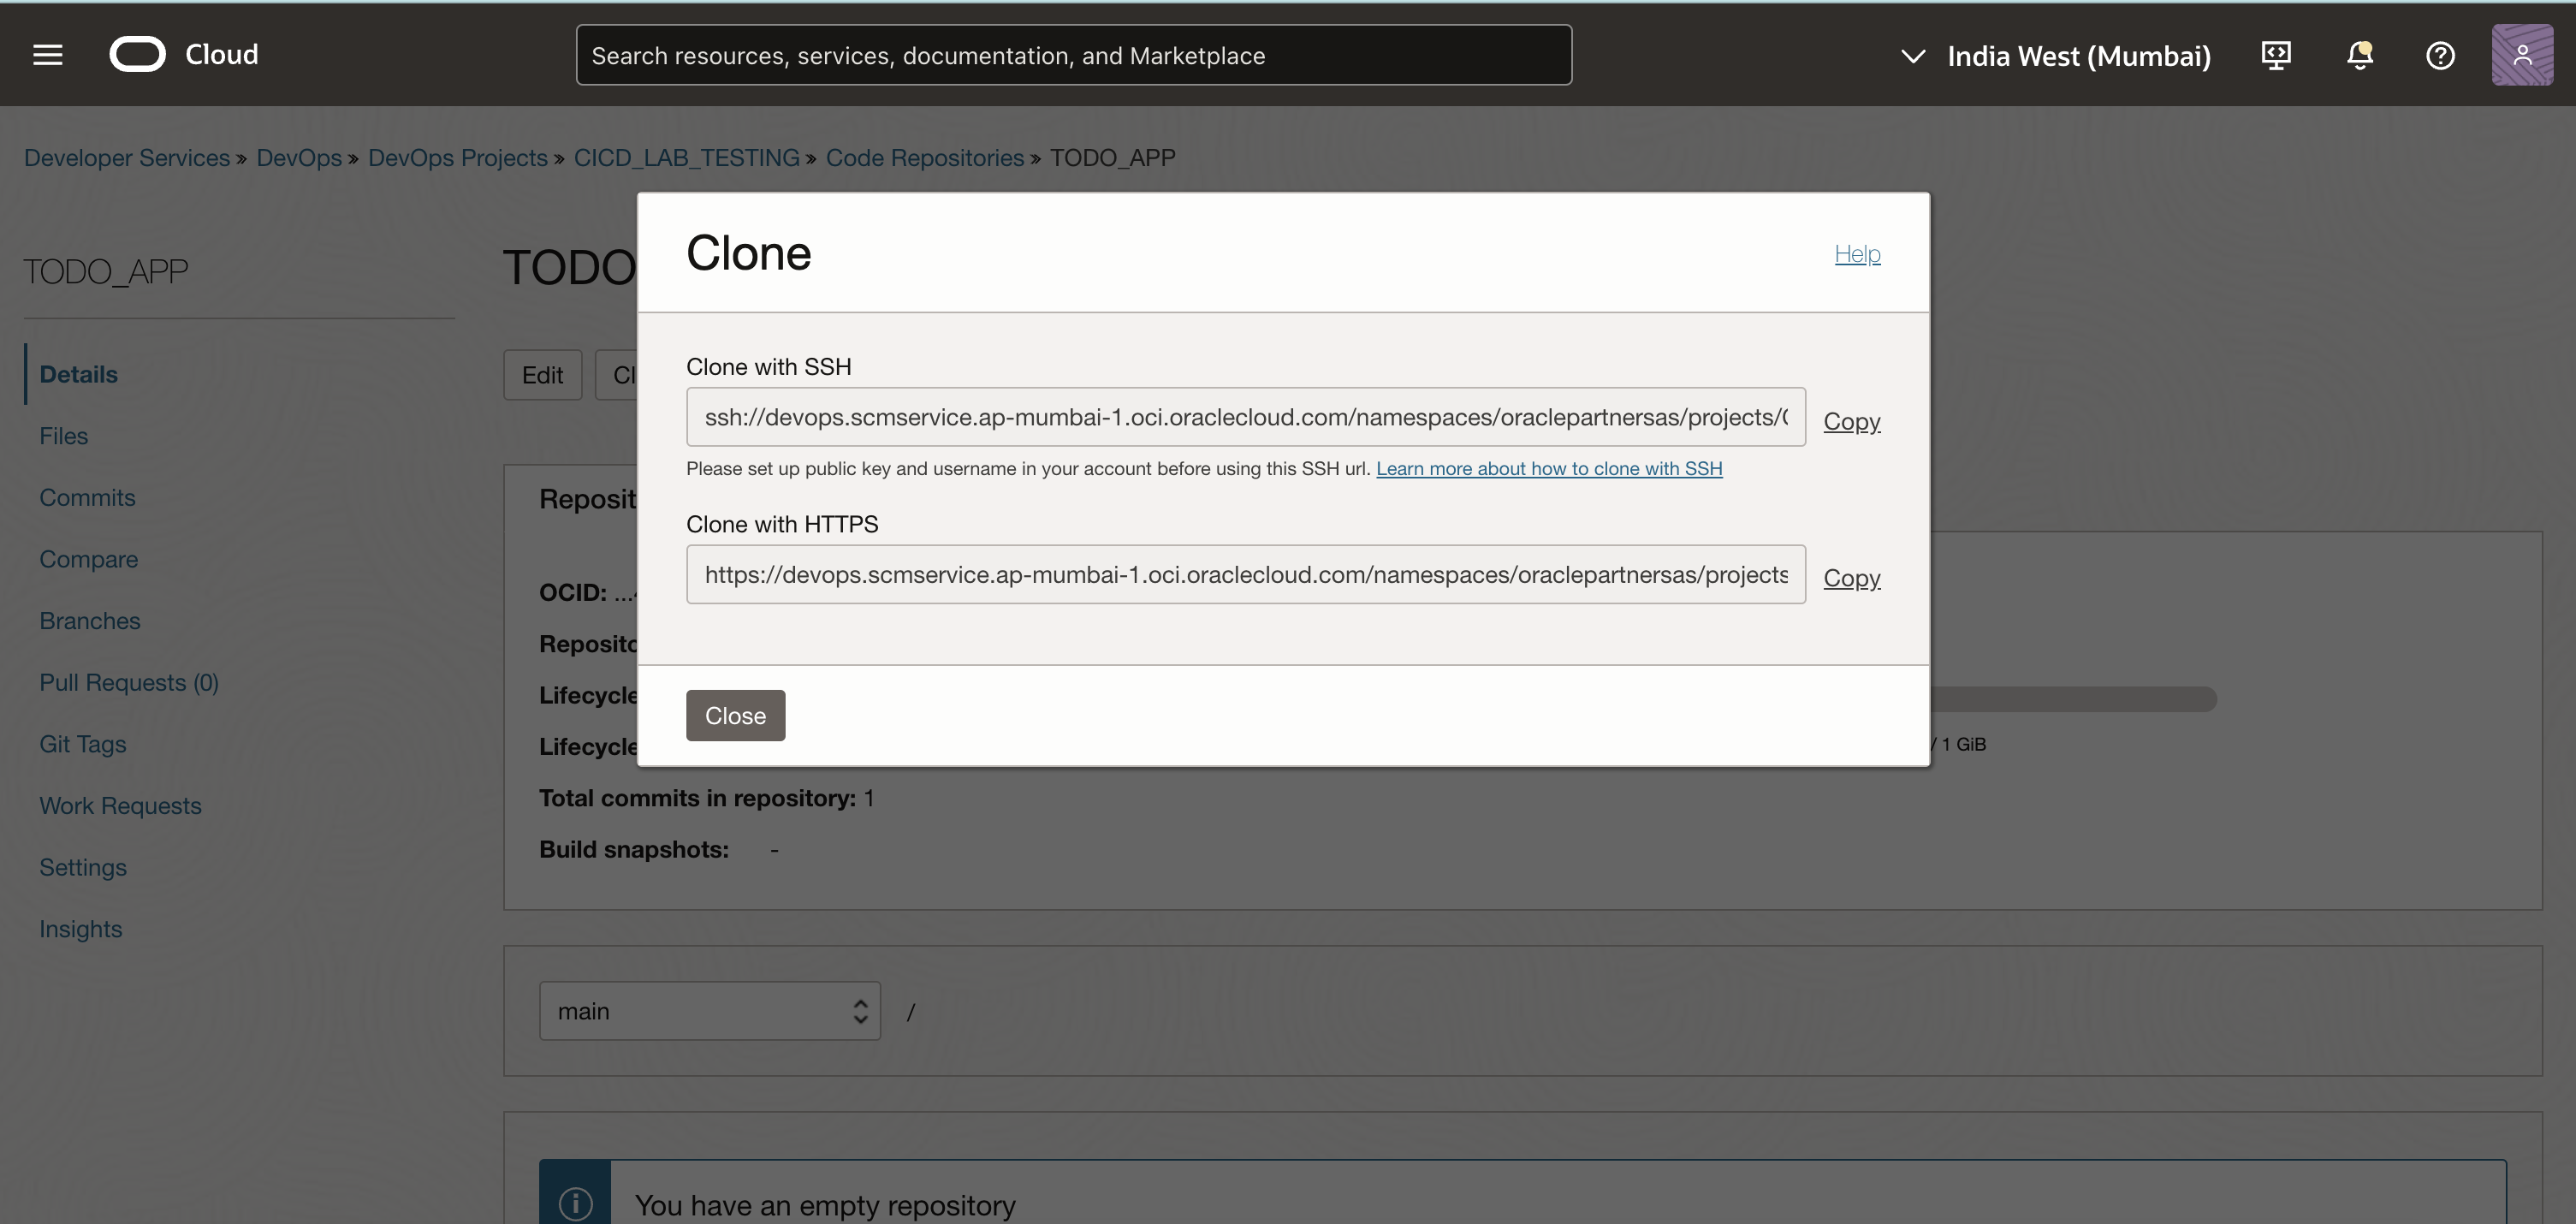 Cloud
Search resources, services, documentation, and Marketplace
India West (Mumbai)
Developer Services » DevOps » DevOps Projects » CICD_LAB_TESTING » Code Repositories » TODO_APP
TODO_APP
Details
Files
Commits
Compare
Branches
Pull Requests (0)
Git Tags
Work Requests
Settings
Insights
TODO
Edit
Clone
Help
Clone with SSH
ssh://devops.scmservice.ap-mumbai-1.oci.oraclecloud.com/namespaces/oraclepartnersas/projects/
Copy
Please set up public key and username in your account before using this SSH url. Learn more about how to clone with SSH
Clone with HTTPS
https://devops.scmservice.ap-mumbai-1.oci.oraclecloud.com/namespaces/oraclepartnersas/projects
Copy
Close
OCID: ...
/ 1 GiB
Total commits in repository: 1
Build snapshots: -
main
/
You have an empty repository